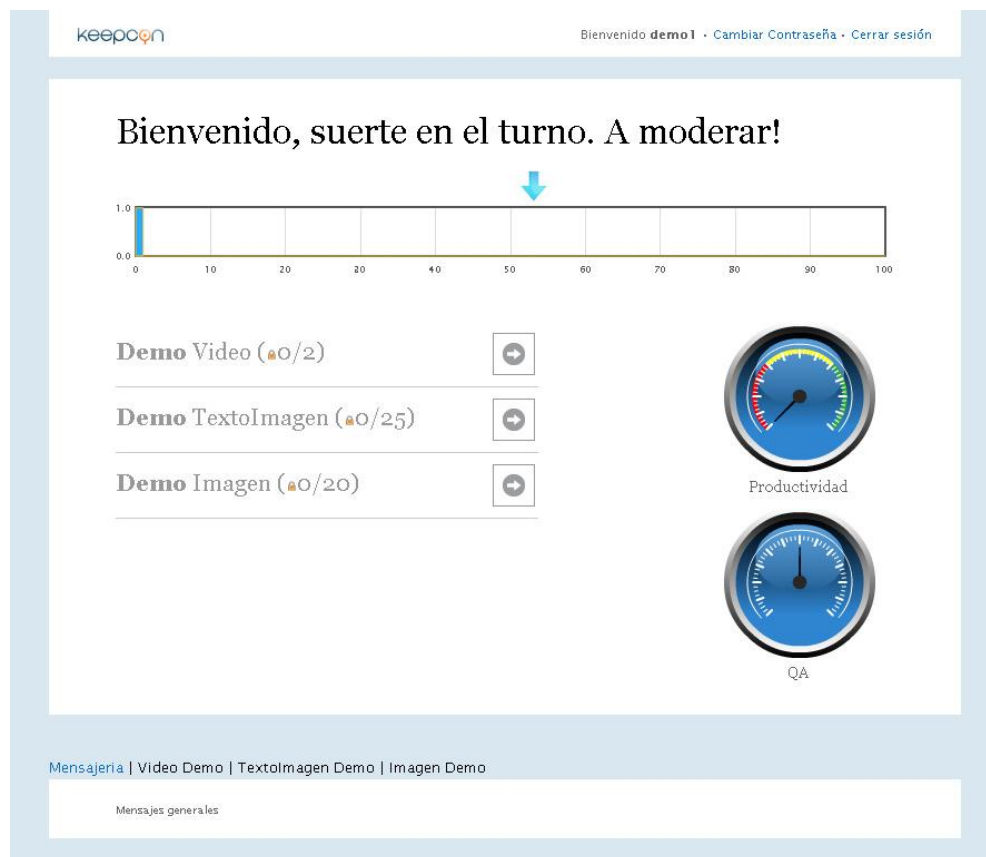 keepcon
Bienvenido demo1 · Cambiar Contraseña · Cerrar sesión
Bienvenido, suerte en el turno. A moderar!
1.0
0.0
0 10 20 30 40 50 60 70 80 90 100
Demo Video (0/2)
Demo TextoImagen (0/25)
Demo Imagen (0/20)
Productividad
QA
Mensajeria | Video Demo | TextoImagen Demo | Imagen Demo
Mensajes generales